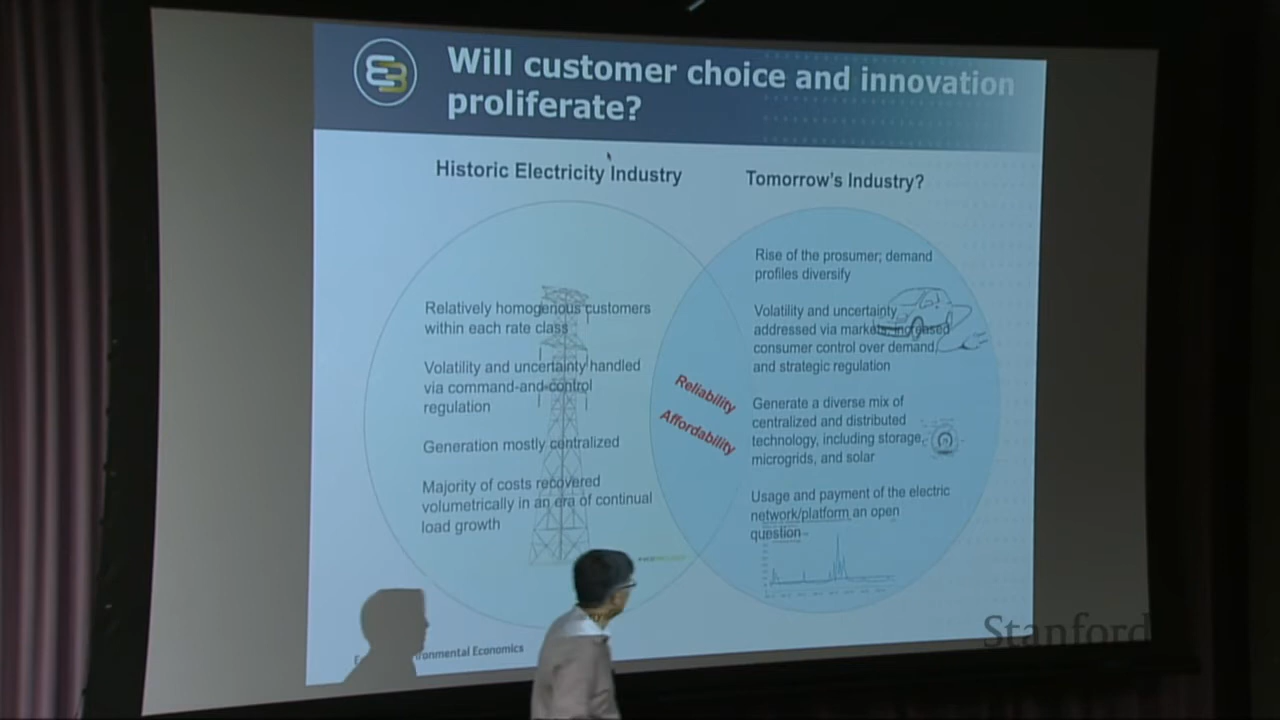 Will customer choice and innovation
proliferate?
Historic Electricity Industry
Tomorrow's Industry?
Relatively homogenous customers
within each rate class
Volatility and uncertainty handled
via command-and-control
regulation
Generation mostly centralized
Majority of costs recovered
volumetrically in an era of continual
load growth
Reliability
Affordability
Rise of the prosumer; demand
profiles diversify
Volatility and uncertainty
addressed via markets, increased
consumer control over demand,
and strategic regulation
Generate a diverse mix of
centralized and distributed
technology, including storage,
microgrids, and solar
Usage and payment of the electric
network/platform an open
question
Economics
Stanford